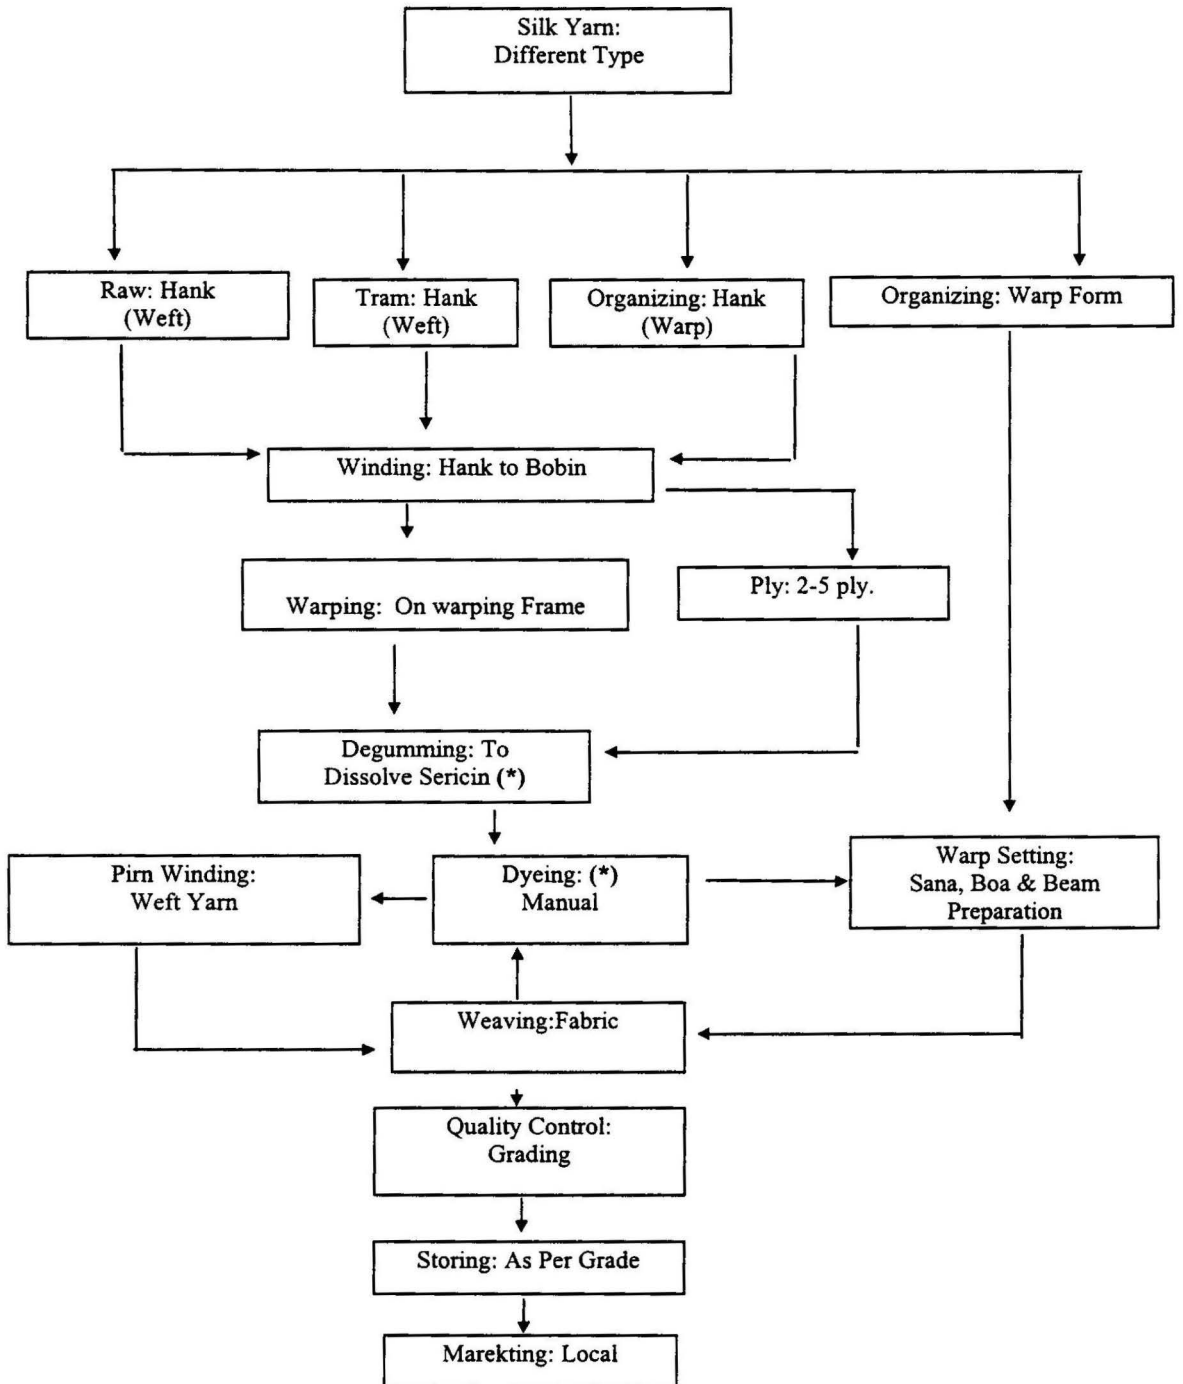 Silk Yarn:
Different Type
Raw: Hank
(Weft)
Tram: Hank
(Weft)
Organizing: Hank
(Warp)
Organizing: Warp Form
Winding: Hank to Bobin
Warping: On warping Frame
Ply: 2-5 ply.
Degumming: To
Dissolve Sericin (*)
Pirn Winding:
Weft Yarn
Dyeing: (*)
Manual
Warp Setting:
Sana, Boa & Beam
Preparation
Weaving:Fabric
Quality Control:
Grading
Storing: As Per Grade
Marekting: Local